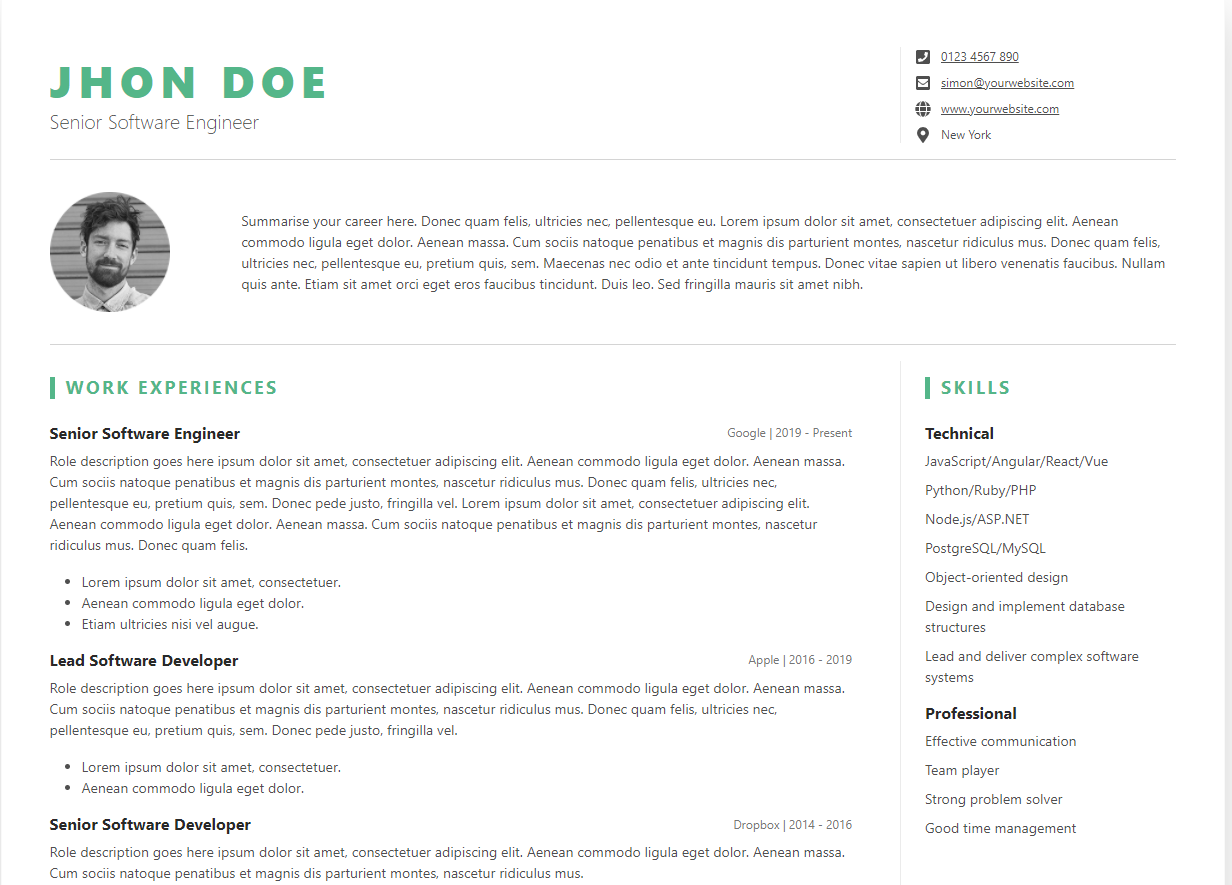 JHON DOE
Senior Software Engineer
0123 4567 890
simon@yourwebsite.com
www.yourwebsite.com
New York
Summarise your career here. Donec quam felis, ultricies nec, pellentesque eu. Lorem ipsum dolor sit amet, consectetuer adipiscing elit. Aenean
commodo ligula eget dolor. Aenean massa. Cum sociis natoque penatibus et magnis dis parturient montes, nascetur ridiculus mus. Donec quam felis,
ultricies nec, pellentesque eu, pretium quis, sem. Maecenas nec odio et ante tincidunt tempus. Donec vitae sapien ut libero venenatis faucibus. Nullam
quis ante. Etiam sit amet orci eget eros faucibus tincidunt. Duis leo. Sed fringilla mauris sit amet nibh.
WORK EXPERIENCES
Senior Software Engineer
Google | 2019 - Present
Role description goes here ipsum dolor sit amet, consectetuer adipiscing elit. Aenean commodo ligula eget dolor. Aenean massa.
Cum sociis natoque penatibus et magnis dis parturient montes, nascetur ridiculus mus. Donec quam felis, ultricies nec,
pellentesque eu, pretium quis, sem. Donec pede justo, fringilla vel. Lorem ipsum dolor sit amet, consectetuer adipiscing elit.
Aenean commodo ligula eget dolor. Aenean massa. Cum sociis natoque penatibus et magnis dis parturient montes, nascetur
ridiculus mus. Donec quam felis.
• Lorem ipsum dolor sit amet, consectetuer.
• Aenean commodo ligula eget dolor.
• Etiam ultricies nisi vel augue.
Lead Software Developer
Apple | 2016 - 2019
Role description goes here ipsum dolor sit amet, consectetuer adipiscing elit. Aenean commodo ligula eget dolor. Aenean massa.
Cum sociis natoque penatibus et magnis dis parturient montes, nascetur ridiculus mus. Donec quam felis, ultricies nec,
pellentesque eu, pretium quis, sem. Donec pede justo, fringilla vel.
• Lorem ipsum dolor sit amet, consectetuer.
• Aenean commodo ligula eget dolor.
Senior Software Developer
Dropbox | 2014 - 2016
Role description goes here ipsum dolor sit amet, consectetuer adipiscing elit. Aenean commodo ligula eget dolor. Aenean massa.
Cum sociis natoque penatibus et magnis dis parturient montes, nascetur ridiculus mus.
SKILLS
Technical
JavaScript/Angular/React/Vue
Python/Ruby/PHP
Node.js/ASP.NET
PostgreSQL/MySQL
Object-oriented design
Design and implement database
structures
Lead and deliver complex software
systems
Professional
Effective communication
Team player
Strong problem solver
Good time management